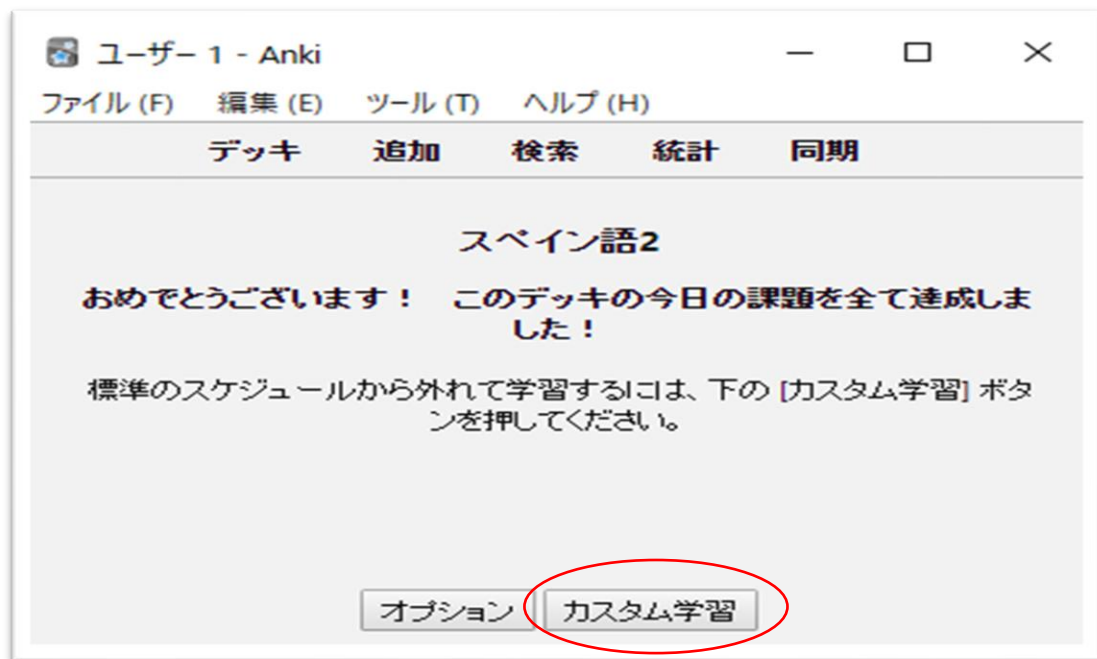 ユーザー 1 - Anki
ファイル (F) 編集 (E) ツール (T) ヘルプ (H)
デッキ 追加 検索 統計 同期
スペイン語2
おめでとうございます！ このデッキの今日の課題を全て達成しま
した！
標準のスケジュールから外れて学習するには、下の [カスタム学習] ボタ
ンを押してください。
オプション カスタム学習